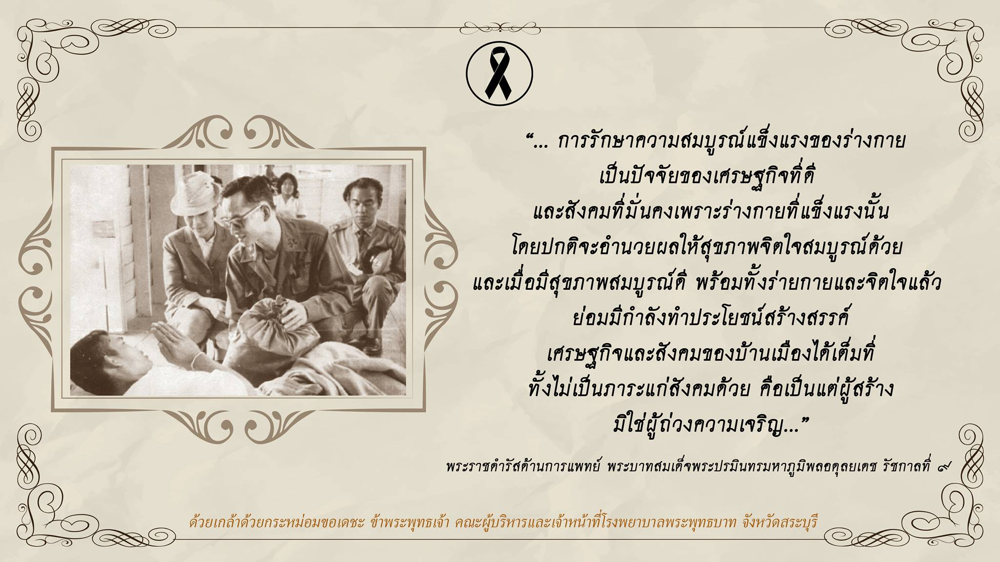 “... การรักษาความสมบูรณ์แข็งแรงของร่างกาย
เป็นปัจจัยของเศรษฐกิจที่ดี
และสังคมที่มั่นคงเพราะร่างกายที่แข็งแรงนั้น
โดยปกติจะอำนวยผลให้สุขภาพจิตใจสมบูรณ์ด้วย
และเมื่อมีสุขภาพสมบูรณ์ดี พร้อมทั้งร่ายกายและจิตใจแล้ว
ย่อมมีกำลังทำประโยชน์สร้างสรรค์
เศรษฐกิจและสังคมของบ้านเมืองได้เต็มที่
ทั้งไม่เป็นภาระแก่สังคมด้วย คือเป็นแต่ผู้สร้าง
มิใช่ผู้ถ่วงความเจริญ...”
พระราชดำรัสด้านการแพทย์ พระบาทสมเด็จพระปรมินทรมหาภูมิพลอดุลยเดช รัชกาลที่ ๙
ด้วยเกล้าด้วยกระหม่อมขอเดชะ ข้าพระพุทธเจ้า คณะผู้บริหารและเจ้าหน้าที่โรงพยาบาลพระพุทธบาท จังหวัดสระบุรี